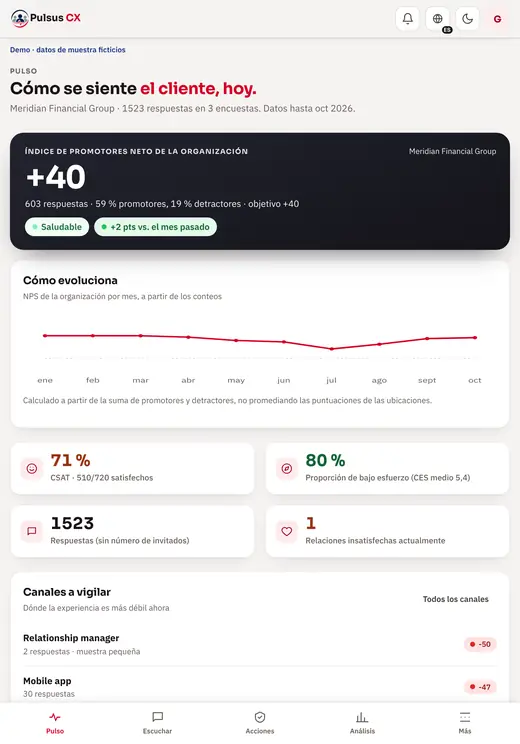 Pulsus CX
ES
G
Demo · datos de muestra ficticios
PULSO
Cómo se siente el cliente, hoy.
Meridian Financial Group · 1523 respuestas en 3 encuestas. Datos hasta oct 2026.
ÍNDICE DE PROMOTORES NETO DE LA ORGANIZACIÓN
Meridian Financial Group
+40
603 respuestas · 59 % promotores, 19 % detractores · objetivo +40
Saludable
+2 pts vs. el mes pasado
Cómo evoluciona
NPS de la organización por mes, a partir de los conteos
ene feb mar abr may jun jul ago sept oct
Calculado a partir de la suma de promotores y detractores, no promediando las puntuaciones de las ubicaciones.
71 %
CSAT · 510/720 satisfechos
80 %
Proporción de bajo esfuerzo (CES medio 5,4)
1523
Respuestas (sin número de invitados)
1
Relaciones insatisfechas actualmente
Canales a vigilar
Dónde la experiencia es más débil ahora
Todos los canales
Relationship manager
2 respuestas · muestra pequeña
-50
Mobile app
30 respuestas
-47
Pulso
Escuchar
Acciones
Análisis
Más